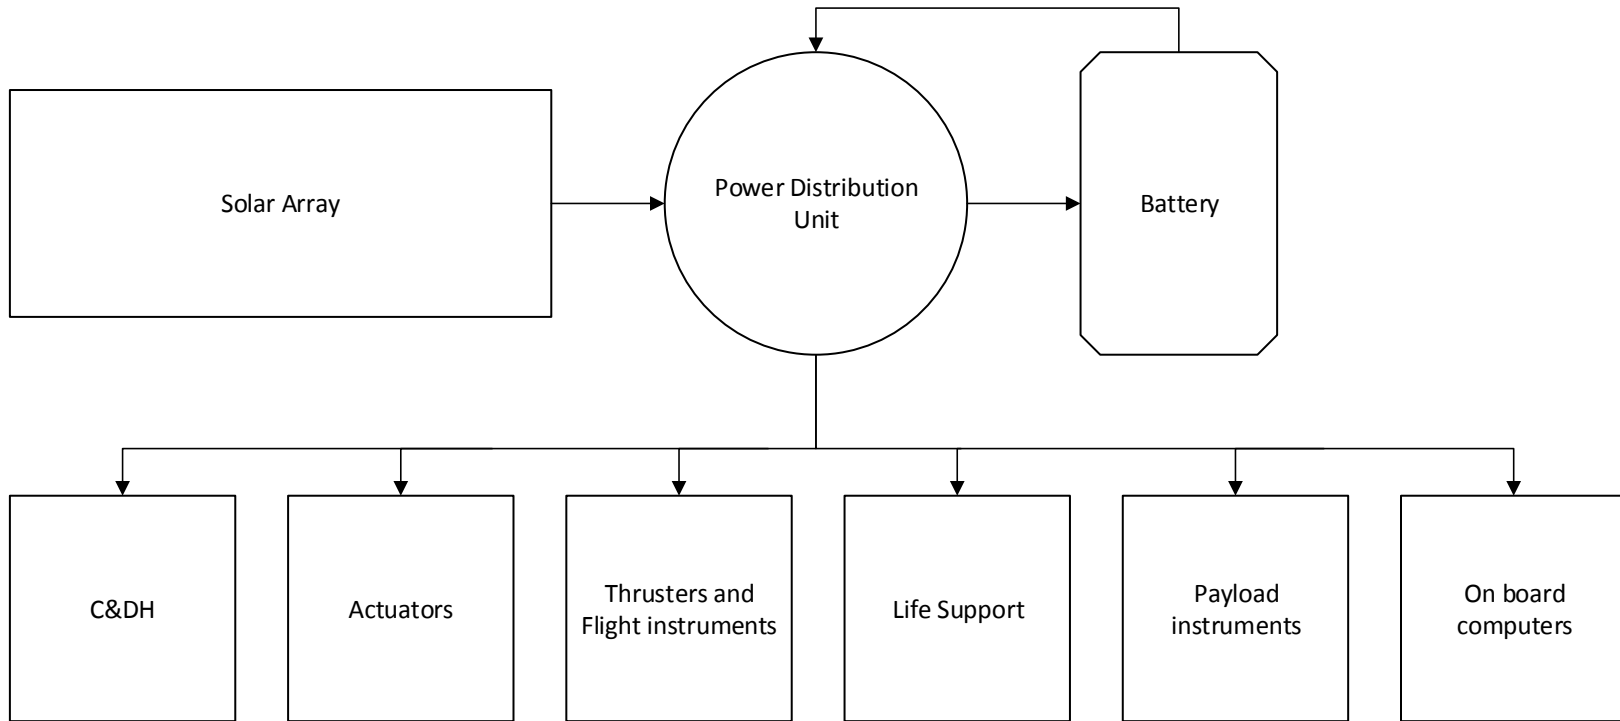 Solar Array
Power Distribution
Unit
Battery
C&DH
Actuators
Thrusters and
Flight instruments
Life Support
Payload
instruments
On board
computers